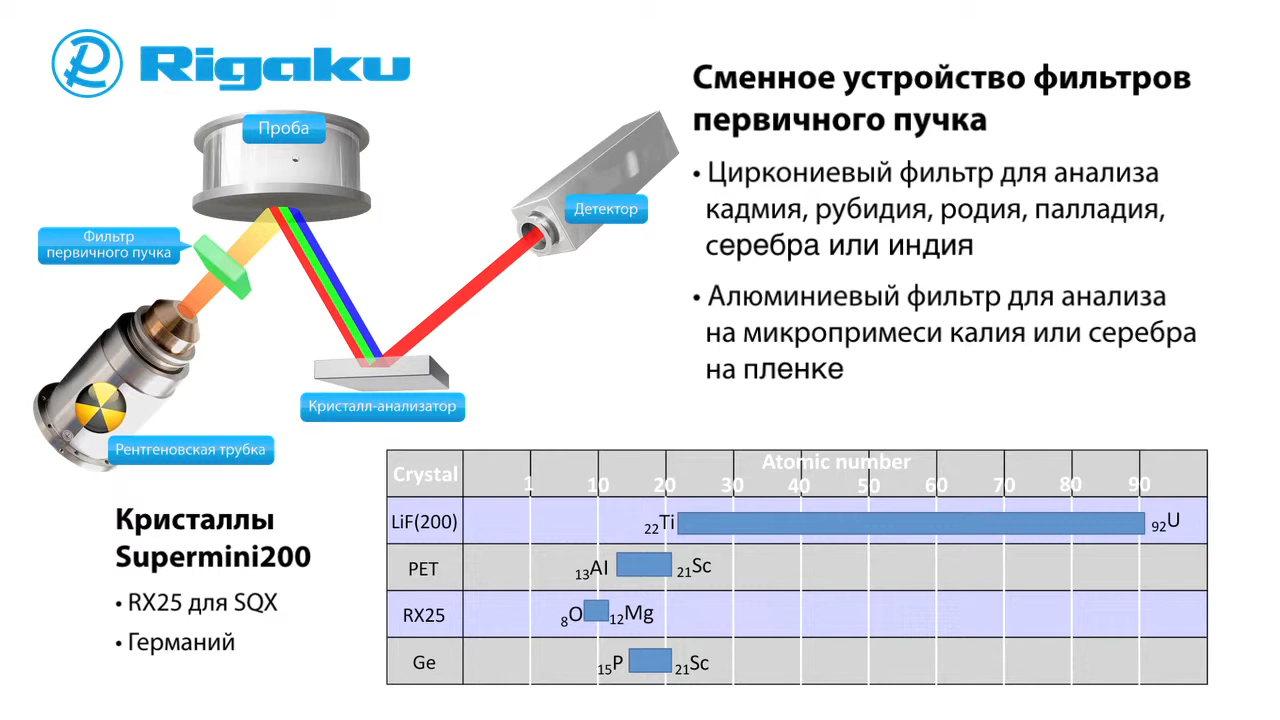 Rigaku
Сменное устройство фильтров
первичного пучка
• Циркониевый фильтр для анализа
кадмия, рубидия, родия, палладия,
серебра или индия
• Алюминиевый фильтр для анализа
на микропримеси калия или серебра
на пленке
Проба
Детектор
Фильтр
первичного пучка
Кристалл-анализатор
Рентгеновская трубка
Кристаллы
Supermini200
• RX25 для SQX
• Германий
Atomic number
Crystal 1 10 20 30 40 50 60 70 80 90
LiF(200) 22Ti 92U
PET 13Al 21Sc
RX25 8O 12Mg
Ge 15P 21Sc